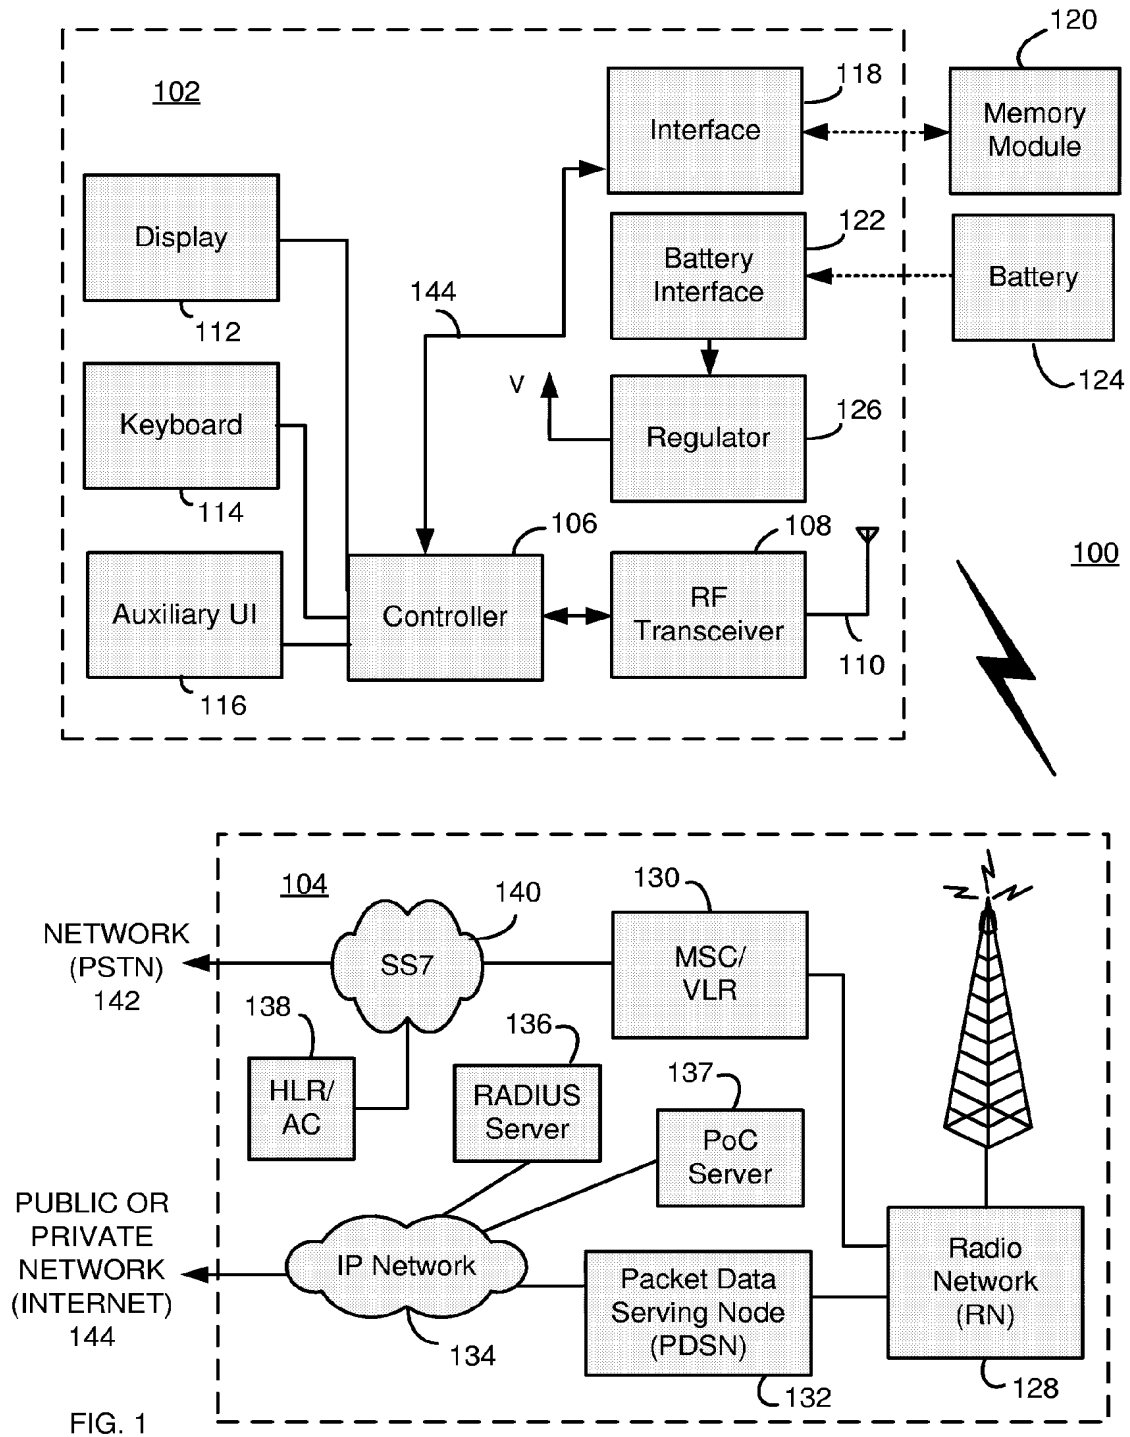 120
102
118
Interface
Memory
Module
Display
122
Battery
Interface
Battery
144
112
V
124
126
Keyboard
Regulator
114
106
108
100
Auxiliary UI
Controller
RF
Transceiver
110
116
104
140
130
NETWORK
(PSTN)
142
SS7
MSC/
VLR
138
136
137
HLR/
AC
RADIUS
Server
PoC
Server
PUBLIC OR
PRIVATE
NETWORK
(INTERNET)
144
IP Network
134
Packet Data
Serving Node
(PDSN)
132
Radio
Network
(RN)
128
FIG. 1